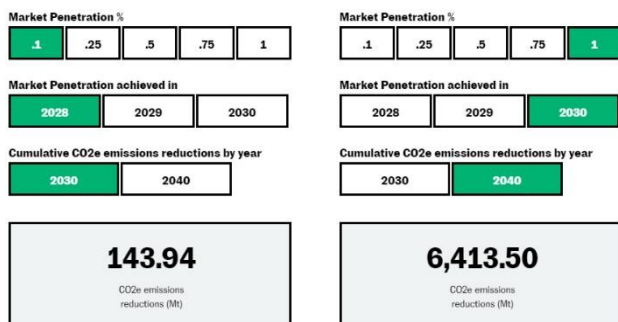 Market Penetration %
.1 .25 .5 .75 1
Market Penetration achieved in
2028 2029 2030
Cumulative CO2e emissions reductions by year
2030 2040
143.94
CO2e emissions
reductions (Mt)
Market Penetration %
.1 .25 .5 .75 1
Market Penetration achieved in
2028 2029 2030
Cumulative CO2e emissions reductions by year
2030 2040
6,413.50
CO2e emissions
reductions (Mt)